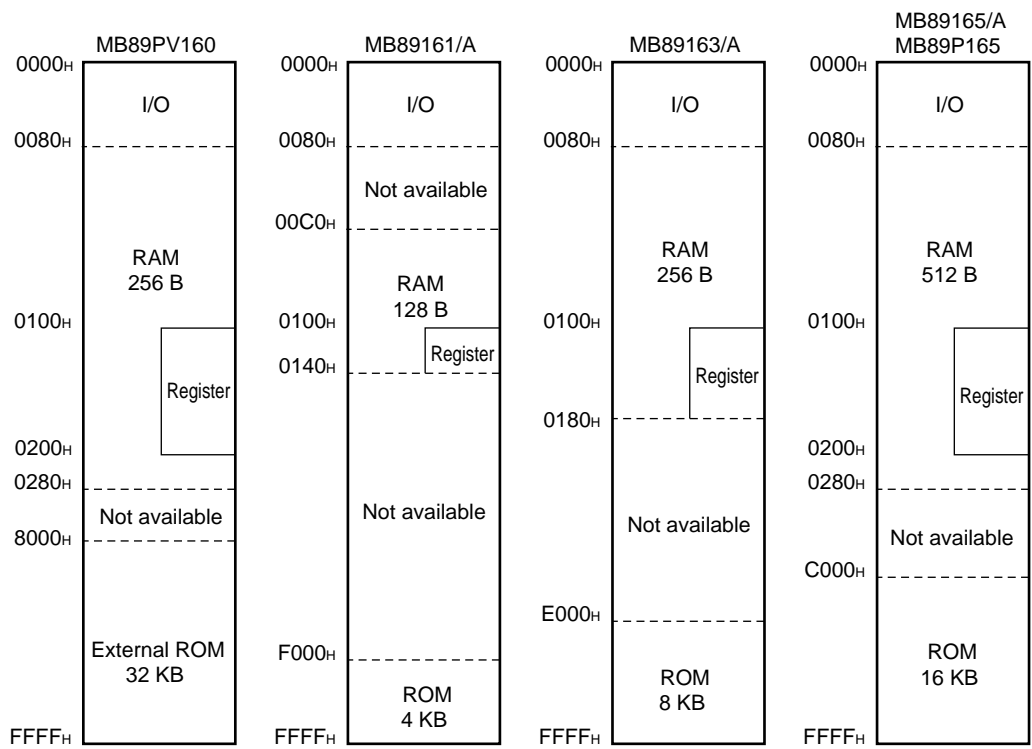 MB89PV160
0000H
I/O
0080H
RAM
256 B
0100H
Register
0200H
0280H
Not available
8000H
External ROM
32 KB
FFFFH
MB89161/A
0000H
I/O
0080H
Not available
00C0H
RAM
128 B
0100H
Register
0140H
Not available
F000H
ROM
4 KB
FFFFH
MB89163/A
0000H
I/O
0080H
RAM
256 B
0100H
Register
0180H
Not available
E000H
ROM
8 KB
FFFFH
MB89165/A
MB89P165
0000H
I/O
0080H
RAM
512 B
0100H
Register
0200H
0280H
Not available
C000H
ROM
16 KB
FFFFH